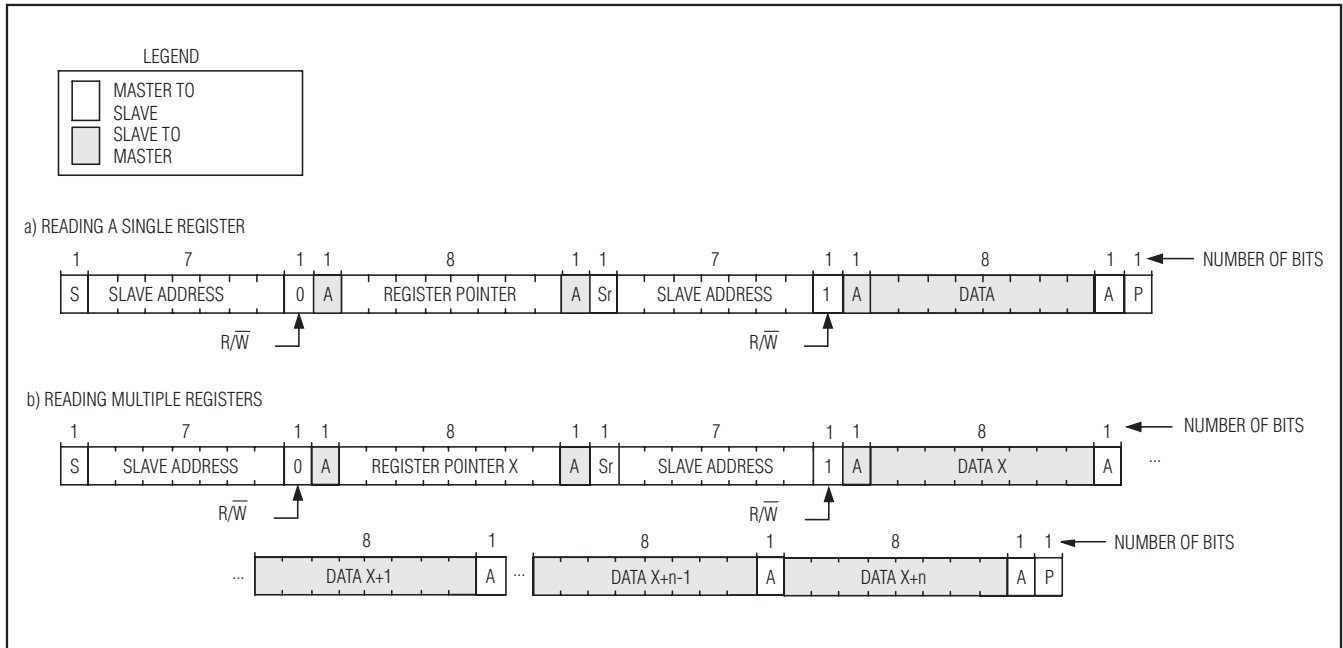 LEGEND
MASTER TO
SLAVE
SLAVE TO
MASTER
a) READING A SINGLE REGISTER
1 7 1 1 8 1 1 7 1 1 8 1 1 NUMBER OF BITS
S SLAVE ADDRESS 0 A REGISTER POINTER A Sr SLAVE ADDRESS 1 A DATA A P
R/W̅ R/W̅
b) READING MULTIPLE REGISTERS
1 7 1 1 8 1 1 7 1 1 8 1 NUMBER OF BITS
S SLAVE ADDRESS 0 A REGISTER POINTER X A Sr SLAVE ADDRESS 1 A DATA X A ...
R/W̅ R/W̅
8 1 8 1 8 1 1 NUMBER OF BITS
... DATA X+1 A ... DATA X+n-1 A DATA X+n A P